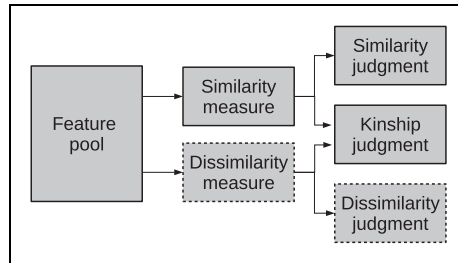 Feature
pool
Similarity
measure
Dissimilarity
measure
Similarity
judgment
Kinship
judgment
Dissimilarity
judgment